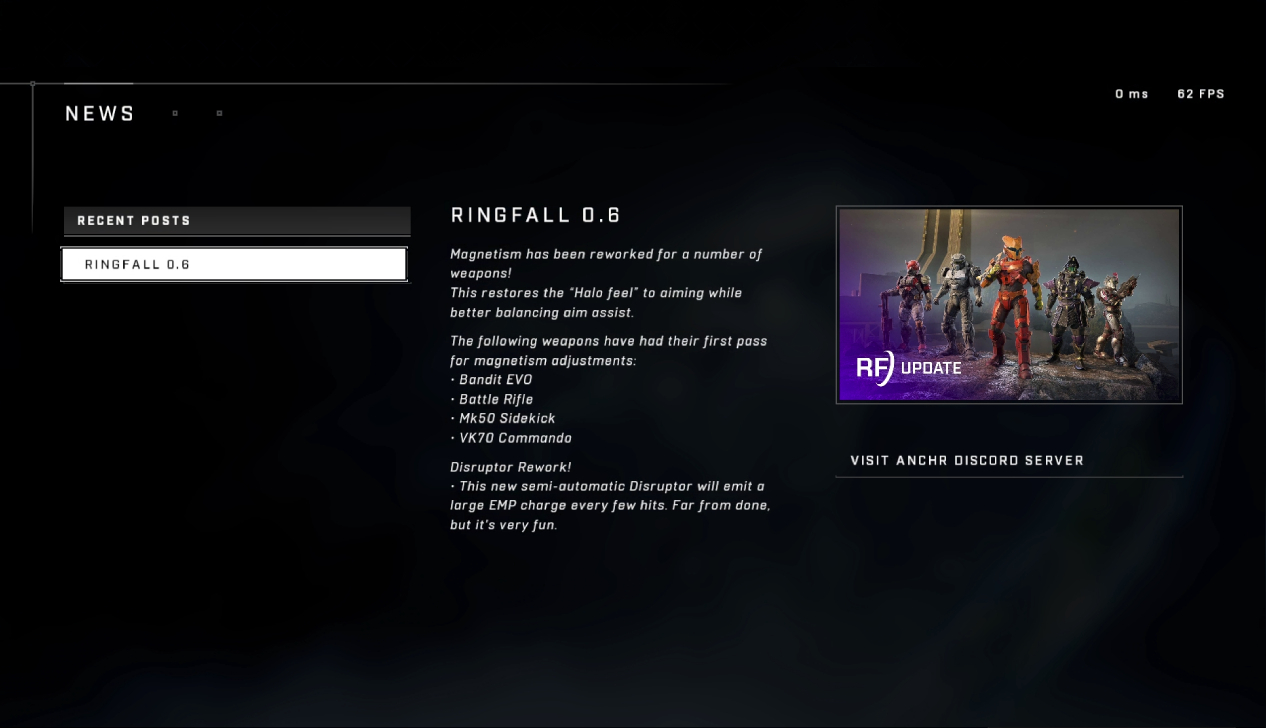 0 ms 62 FPS
NEWS
RECENT POSTS
RINGFALL 0.6
RINGFALL 0.6
Magnetism has been reworked for a number of
weapons!
This restores the "Halo feel" to aiming while
better balancing aim assist.
The following weapons have had their first pass
for magnetism adjustments:
• Bandit EVO
• Battle Rifle
• Mk50 Sidekick
• VK70 Commando
Disruptor Rework!
• This new semi-automatic Disruptor will emit a
large EMP charge every few hits. Far from done,
but it's very fun.
RF) UPDATE
VISIT ANCHR DISCORD SERVER